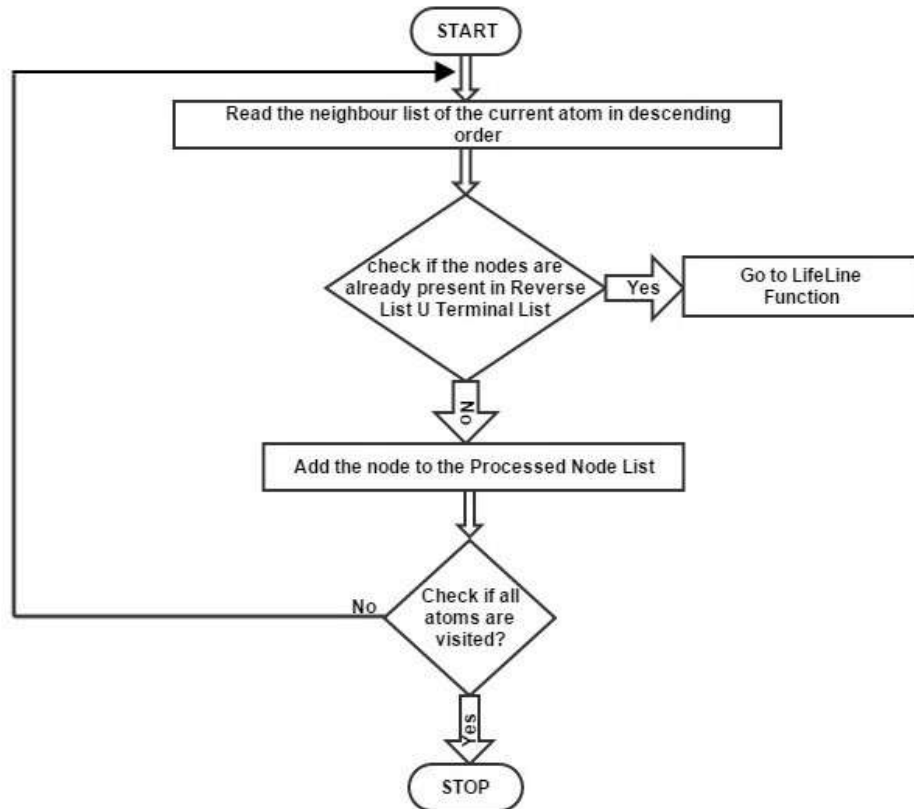 START
Read the neighbour list of the current atom in descending
order
check if the nodes are
already present in Reverse
List U Terminal List
Yes
Go to LifeLine
Function
No
Add the node to the Processed Node List
Check if all
atoms are
visited?
No
Yes
STOP